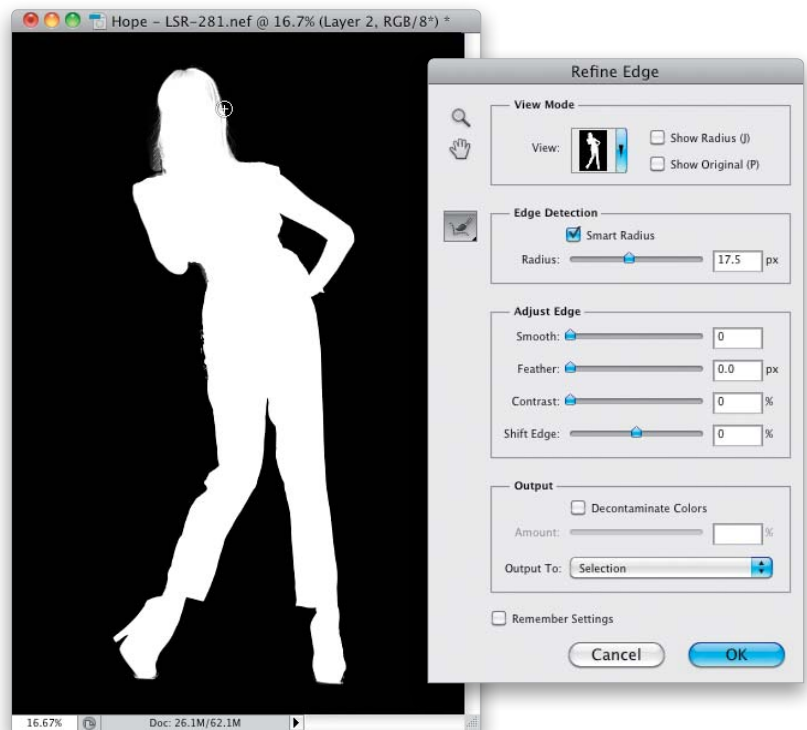 Hope – LSR-281.nef @ 16.7% (Layer 2, RGB/8*) *
Refine Edge
View Mode
View:
Show Radius (J)
Show Original (P)
Edge Detection
Smart Radius
Radius: 17.5 px
Adjust Edge
Smooth: 0
Feather: 0.0 px
Contrast: 0 %
Shift Edge: 0 %
Output
Decontaminate Colors
Amount: %
Output To: Selection
Remember Settings
Cancel OK
16.67% Doc: 26.1M/62.1M